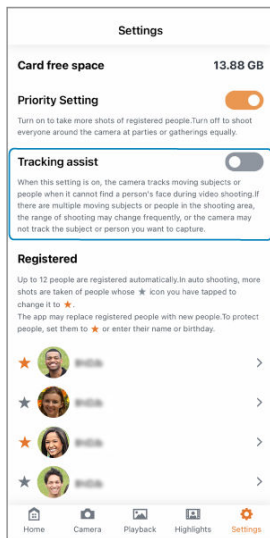 Settings
Card free space 13.88 GB
Priority Setting
Turn on to take more shots of registered people.Turn off to shoot
everyone around the camera at parties or gatherings equally.
Tracking assist
When this setting is on, the camera tracks moving subjects or
people when it cannot find a person's face during video shooting.If
there are multiple moving subjects or people in the shooting area,
the range of shooting may change frequently, or the camera may
not track the subject or person you want to capture.
Registered
Up to 12 people are registered automatically.In auto shooting, more
shots are taken of people whose ★ icon you have tapped to
change it to ★.
The app may replace registered people with new people.To protect
people, set them to ★ or enter their name or birthday.
Home Camera Playback Highlights Settings